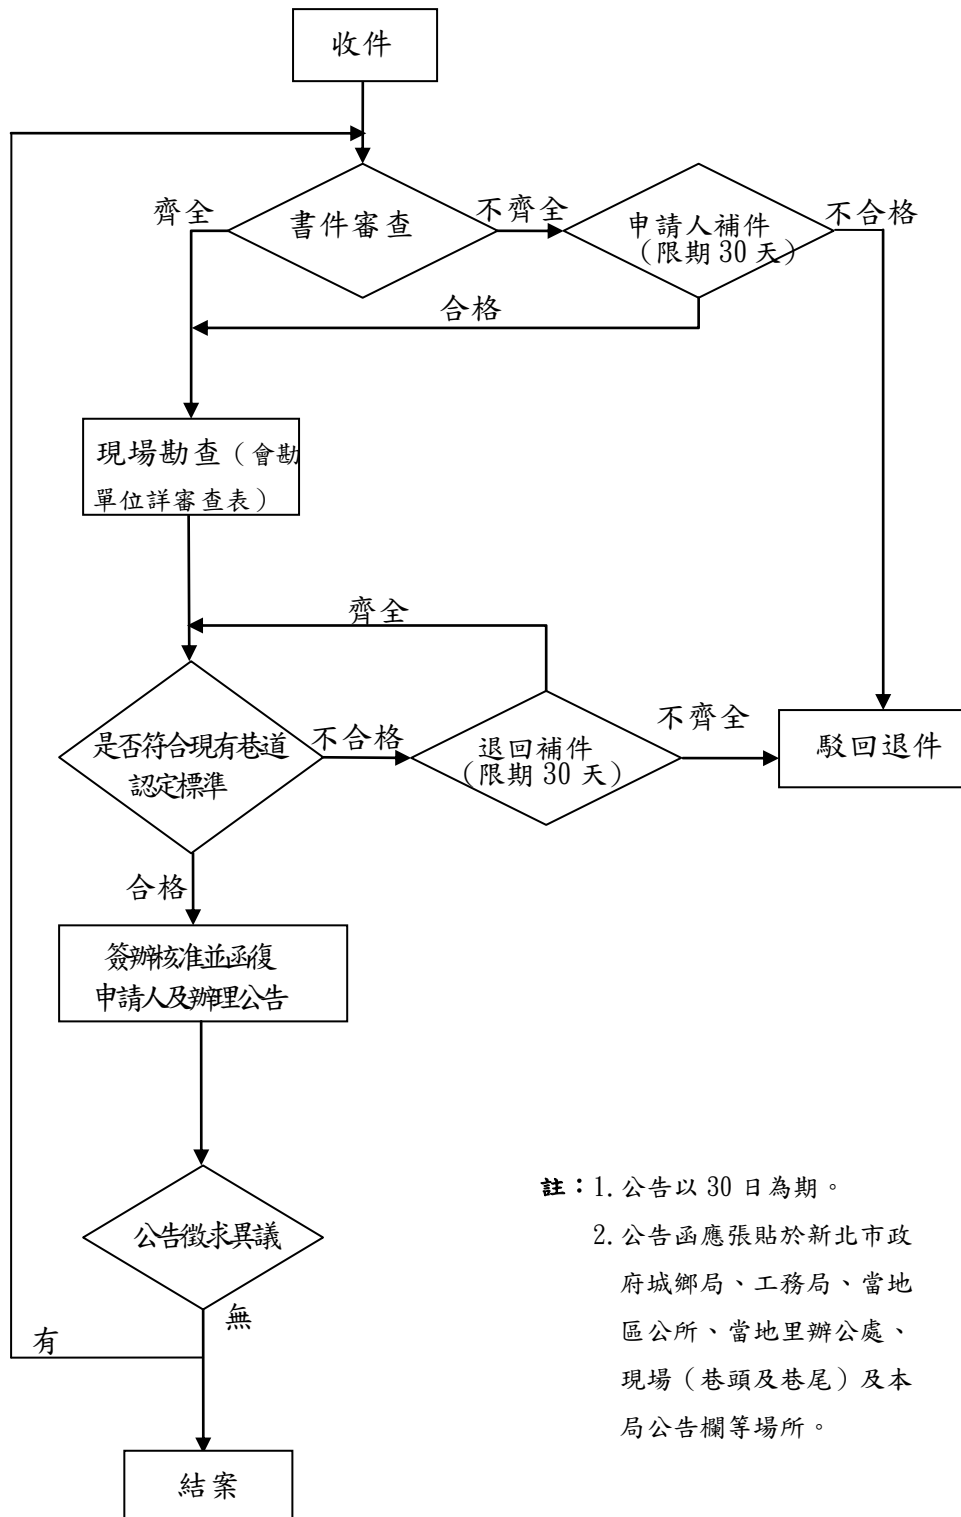 收件
齊全
書件審查
不齊全
申請人補件
（限期 30 天）
不合格
合格
現場勘查（會勘
單位詳審查表）
齊全
是否符合現有巷道
認定標準
不合格
退回補件
(限期 30 天)
不齊全
駁回退件
合格
簽辦核准並函復
申請人及辦理公告
公告徵求異議
無
有
結案
註：1. 公告以 30 日為期。
2. 公告函應張貼於新北市政
府城鄉局、工務局、當地
區公所、當地里辦公處、
現場（巷頭及巷尾）及本
局公告欄等場所。